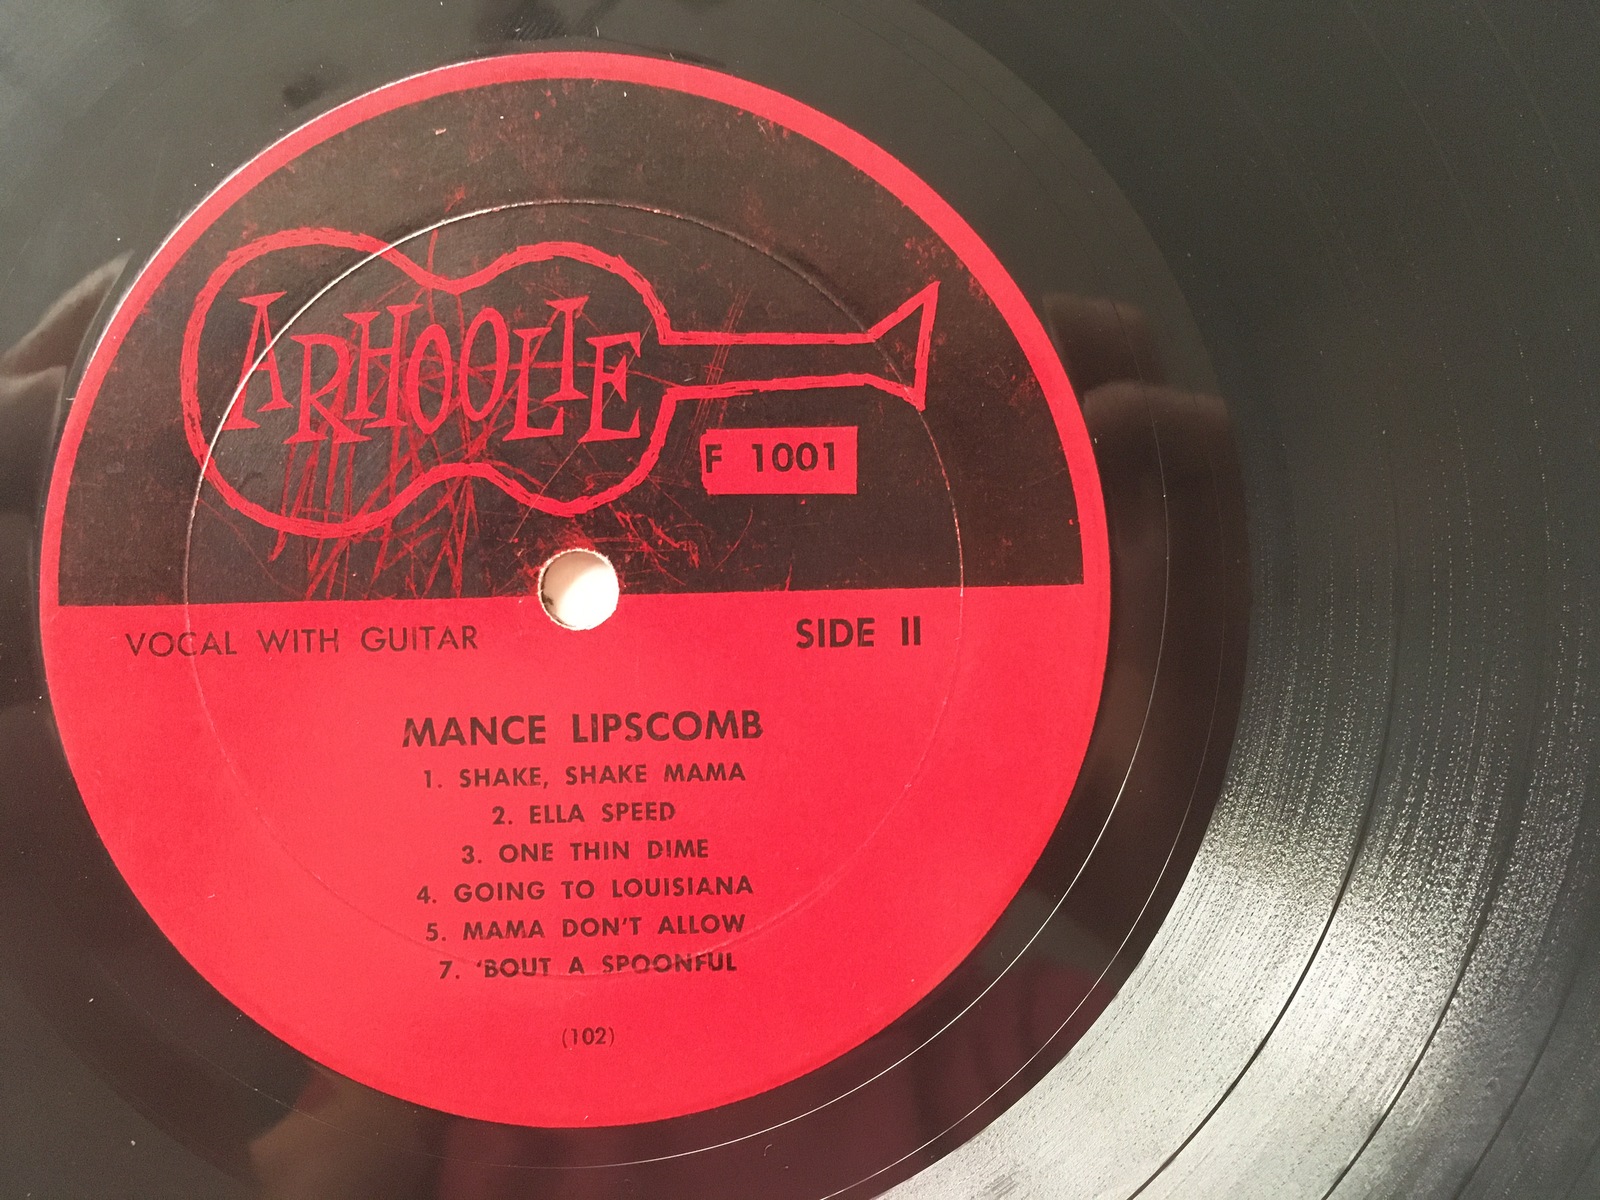 ARHOOLIE
F 1001
VOCAL WITH GUITAR
SIDE II
MANCE LIPSCOMB
1. SHAKE, SHAKE MAMA
2. ELLA SPEED
3. ONE THIN DIME
4. GOING TO LOUISIANA
5. MAMA DON'T ALLOW
7. 'BOUT A SPOONFUL
(102)